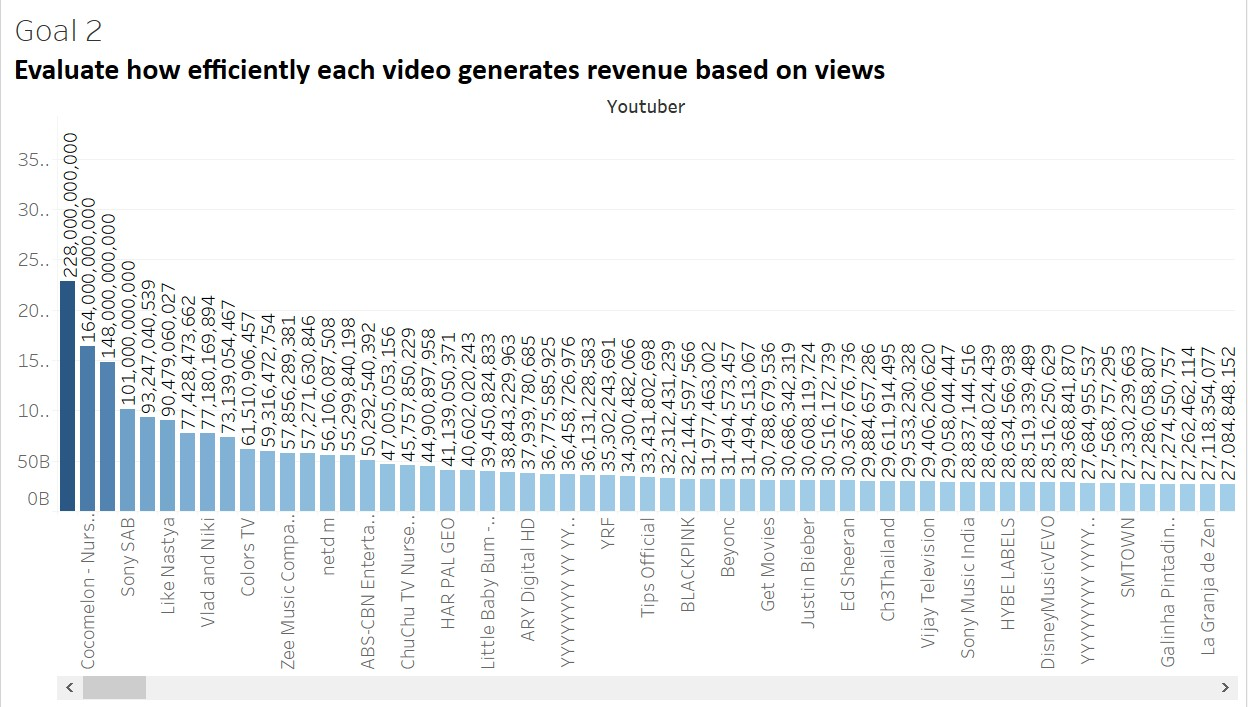 Goal 2
Evaluate how efficiently each video generates revenue based on views
Youtuber
35..
30..
25..
20..
15..
10..
50B
0B
228,000,000,000
164,000,000,000
148,000,000,000
101,000,000,000
93,247,040,539
90,479,060,027
77,428,473,662
77,180,169,894
73,139,054,467
61,510,906,457
59,316,472,754
57,856,289,381
57,271,630,846
56,106,087,508
55,299,840,198
50,292,540,392
47,005,053,156
45,757,850,229
44,900,897,958
41,139,050,371
40,602,020,243
39,450,824,833
38,843,229,963
37,939,780,685
36,775,585,925
36,458,726,976
36,131,228,583
35,302,243,691
34,300,482,066
33,431,802,698
32,312,431,239
32,144,597,566
31,977,463,002
31,494,573,457
31,494,513,067
30,788,679,536
30,686,342,319
30,608,119,724
30,516,172,739
30,367,676,736
29,884,657,286
29,611,914,495
29,533,230,328
29,406,206,620
29,058,044,447
28,837,144,516
28,648,024,439
28,634,566,938
28,519,339,489
28,516,250,629
28,368,841,870
27,684,955,537
27,568,757,295
27,330,239,663
27,286,058,807
27,274,550,757
27,262,462,114
27,118,354,077
27,084,848,152
Cocomelon - Nurs..
Sony SAB
Like Nastya
Vlad and Niki
Colors TV
Zee Music Compa..
netd m
ABS-CBN Enterta..
ChuChu TV Nurse..
HAR PAL GEO
Little Baby Bum -..
ARY Digital HD
YYYYYYYY YY YY..
YRF
Tips Official
BLACKPINK
Beyonc
Get Movies
Justin Bieber
Ed Sheeran
Ch3Thailand
Vijay Television
Sony Music India
HYBE LABELS
DisneyMusicVEVO
YYYYYYYY YYYY..
SMTOWN
Galinha Pintadin..
La Granja de Zen